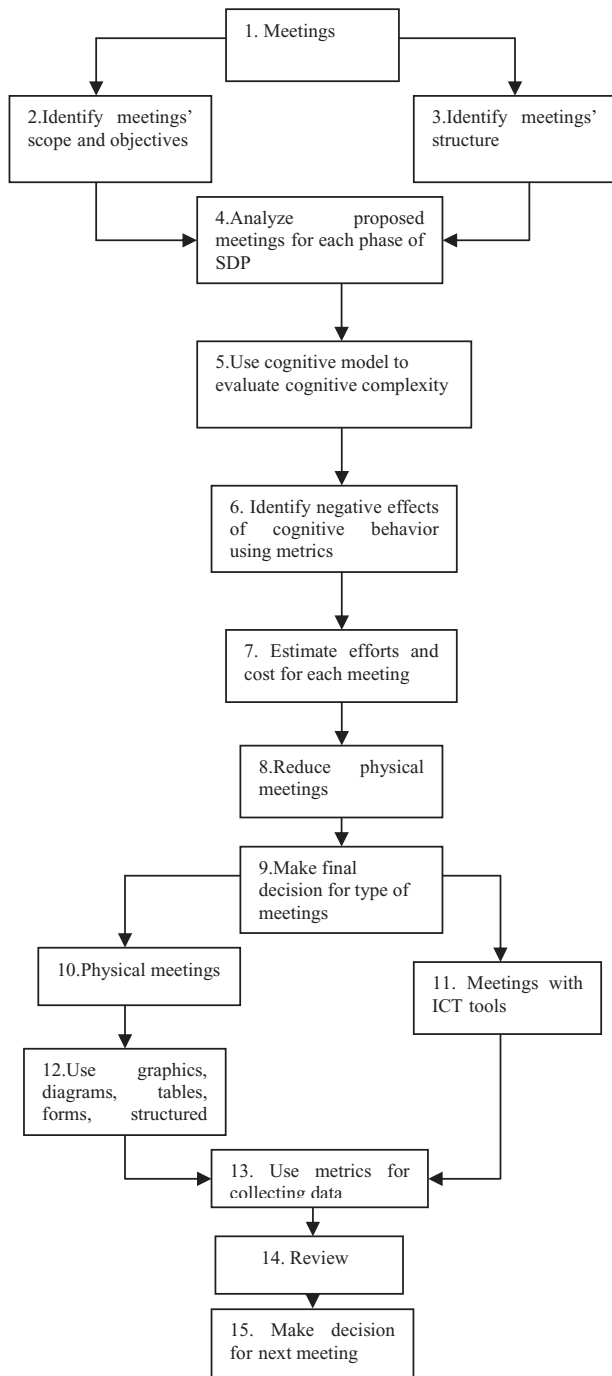 1. Meetings
2.Identify meetings’
scope and objectives
3.Identify meetings’
structure
4.Analyze proposed
meetings for each phase of
SDP
5.Use cognitive model to
evaluate cognitive complexity
6. Identify negative effects
of cognitive behavior
using metrics
7. Estimate efforts and
cost for each meeting
8.Reduce physical
meetings
9.Make final
decision for type of
meetings
10.Physical meetings
11. Meetings with
ICT tools
12.Use graphics,
diagrams, tables,
forms, structured
13. Use metrics for
collecting data
14. Review
15. Make decision
for next meeting